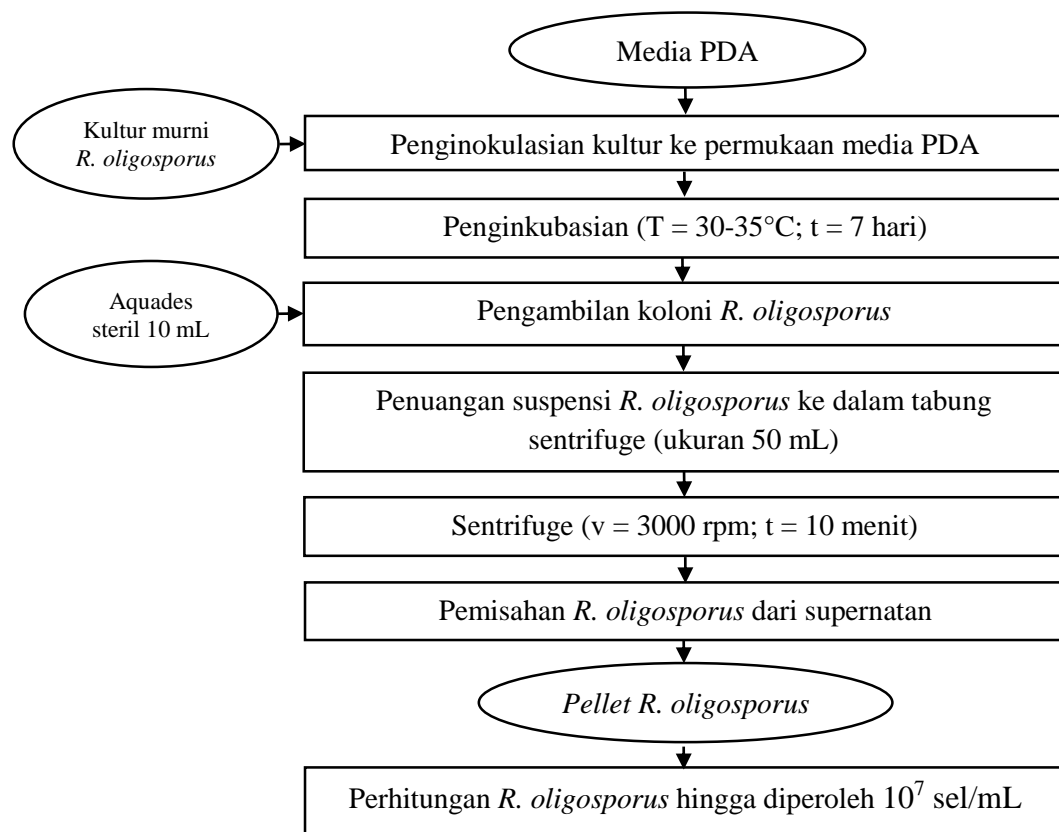 Media PDA
Kultur murni
R. oligosporus
Penginokulasian kultur ke permukaan media PDA
Penginkubasian (T = 30-35°C; t = 7 hari)
Aquades
steril 10 mL
Pengambilan koloni R. oligosporus
Penuangan suspensi R. oligosporus ke dalam tabung
sentrifuge (ukuran 50 mL)
Sentrifuge (v = 3000 rpm; t = 10 menit)
Pemisahan R. oligosporus dari supernatan
Pellet R. oligosporus
Perhitungan R. oligosporus hingga diperoleh 10⁷ sel/mL